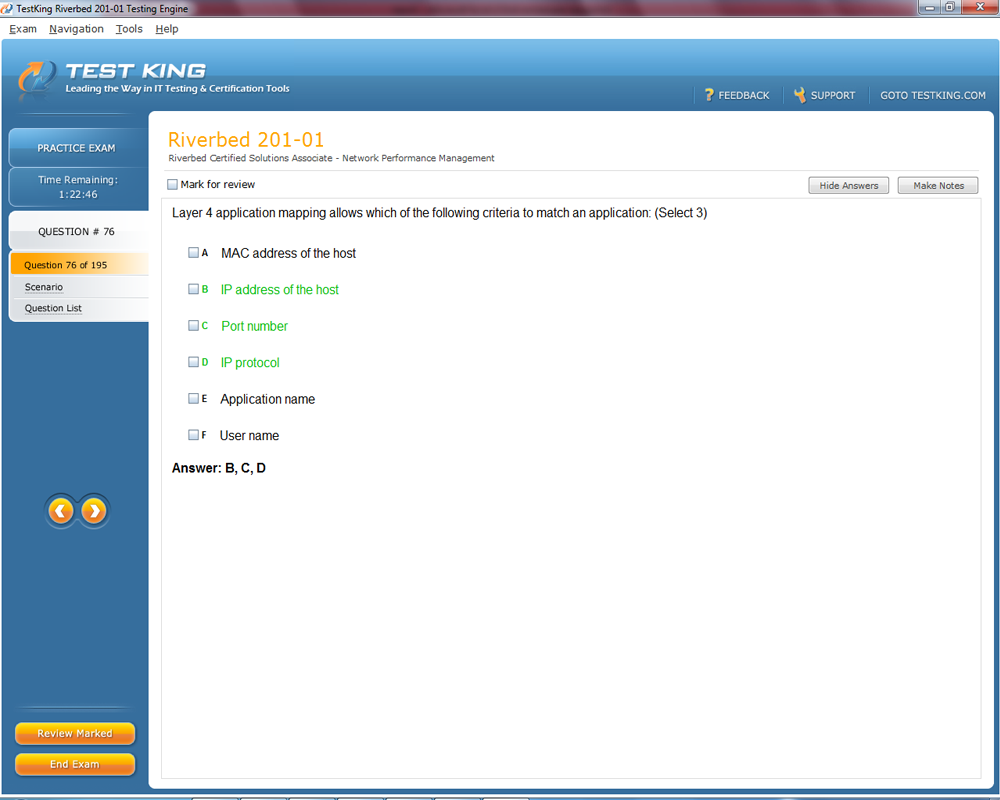 TestKing Riverbed 201-01 Testing Engine
Exam Navigation Tools Help
TEST KING
Leading the Way in IT Testing & Certification Tools
? FEEDBACK SUPPORT GOTO TESTKING.COM
PRACTICE EXAM
Time Remaining:
1:22:46
QUESTION # 76
Question 76 of 195
Scenario
Question List
Review Marked
End Exam
Riverbed 201-01
Riverbed Certified Solutions Associate - Network Performance Management
Mark for review
Hide Answers Make Notes
Layer 4 application mapping allows which of the following criteria to match an application: (Select 3)
A MAC address of the host
B IP address of the host
C Port number
D IP protocol
E Application name
F User name
Answer: B, C, D